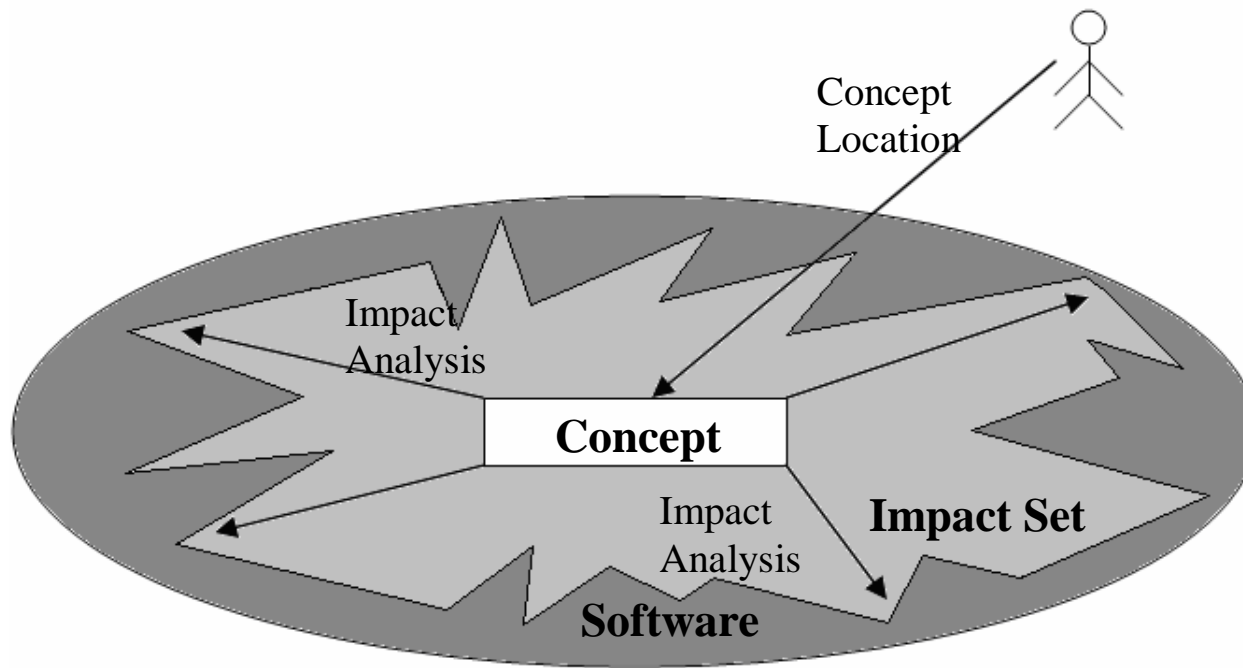 Concept
Location
Impact
Analysis
Concept
Impact
Analysis
Impact Set
Software